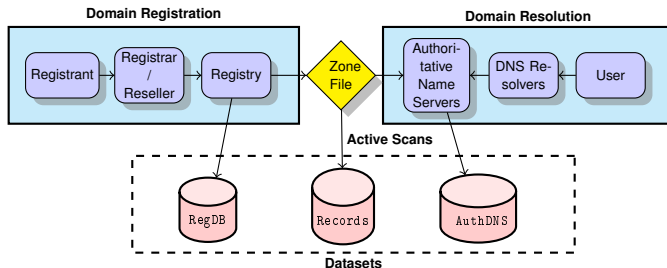 Domain Registration
Domain Resolution
Registrant
Registrar
/
Reseller
Registry
Zone
File
Authori-
tative
Name
Servers
DNS Re-
solvers
User
Active Scans
RegDB
Records
AuthDNS
Datasets